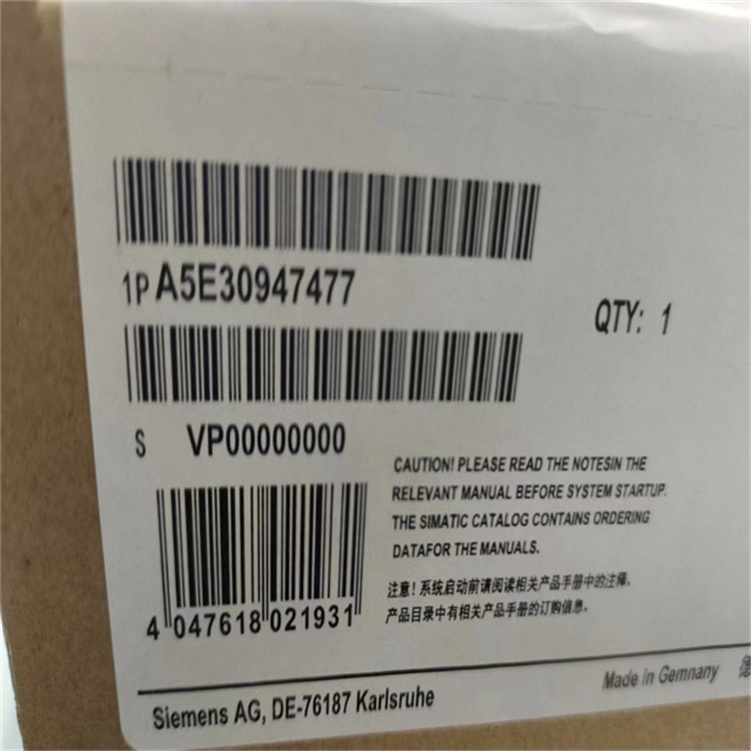 1P A5E30947477
QTY: 1
S VP00000000
CAUTION! PLEASE READ THE NOTESIN THE
RELEVANT MANUAL BEFORE SYSTEM STARTUP.
THE SIMATIC CATALOG CONTAINS ORDERING
DATAFOR THE MANUALS.
注意！系统启动前请阅读相关产品手册中的注释。
产品目录中有相关产品手册的订购信息。
4 047618 021931
Siemens AG, DE-76187 Karlsruhe
Made in Gemnany 德